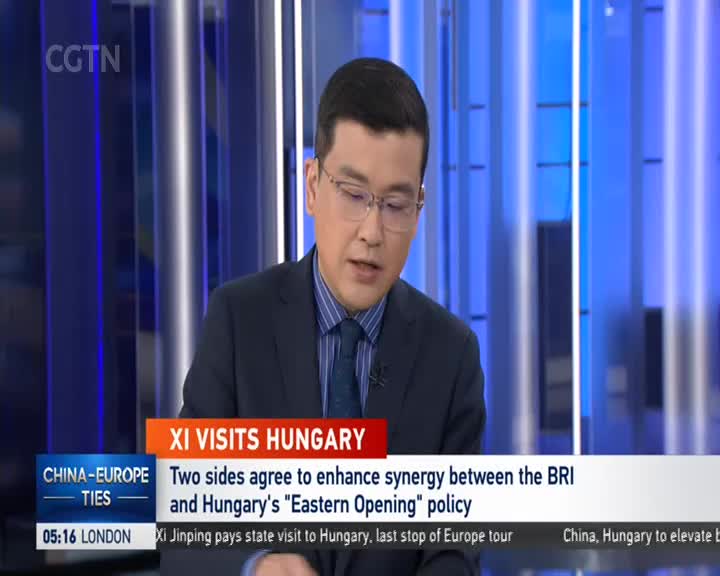 CGTN
XI VISITS HUNGARY
CHINA-EUROPE
TIES
Two sides agree to enhance synergy between the BRI
and Hungary's "Eastern Opening" policy
05:16 LONDON
Xi Jinping pays state visit to Hungary, last stop of Europe tour
China, Hungary to elevate b